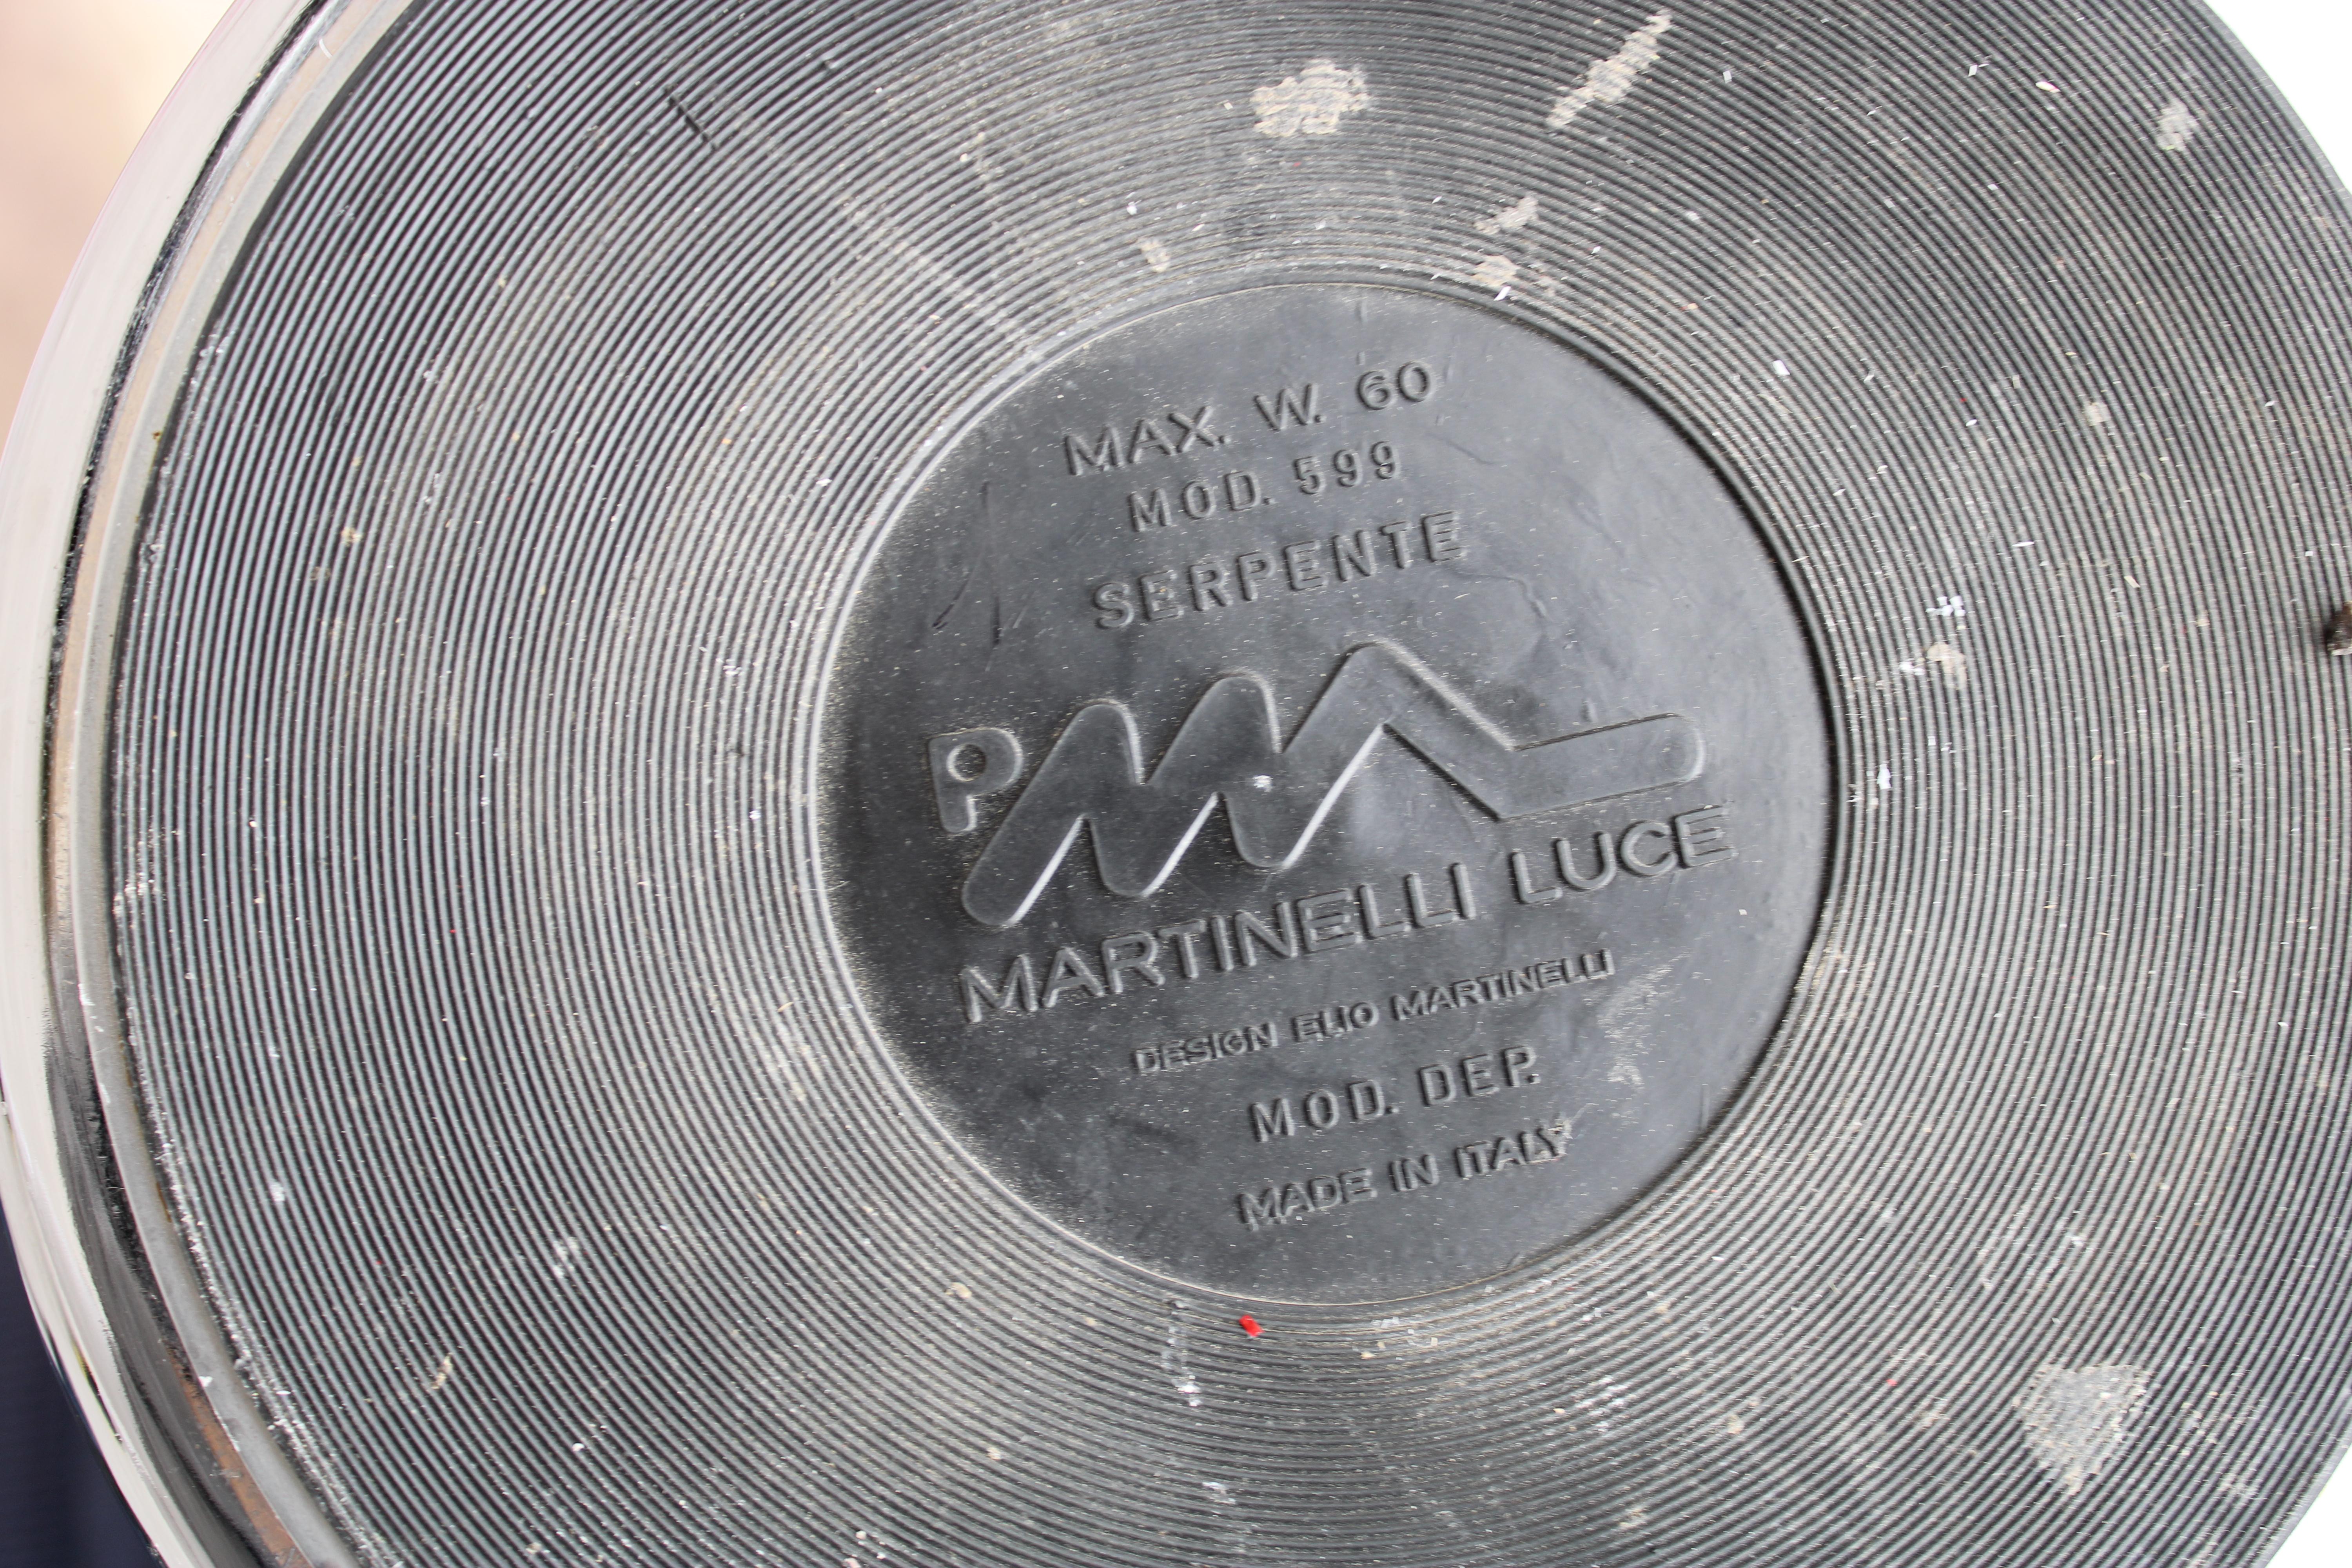 MAX. W. 60
MOD. 599
SERPENTE
P
MARTINELLI LUCE
DESIGN ELIO MARTINELLI
MOD. DEP.
MADE IN ITALY